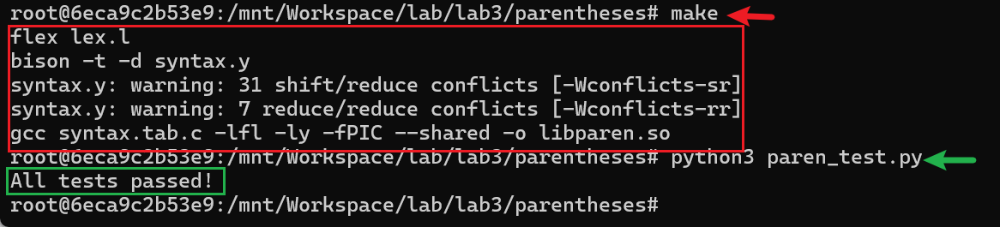 root@6eca9c2b53e9:/mnt/Workspace/lab/lab3/parentheses# make
flex lex.l
bison -t -d syntax.y
syntax.y: warning: 31 shift/reduce conflicts [-Wconflicts-sr]
syntax.y: warning: 7 reduce/reduce conflicts [-Wconflicts-rr]
gcc syntax.tab.c -lfl -ly -fPIC --shared -o libparen.so
root@6eca9c2b53e9:/mnt/Workspace/lab/lab3/parentheses# python3 paren_test.py
All tests passed!
root@6eca9c2b53e9:/mnt/Workspace/lab/lab3/parentheses#